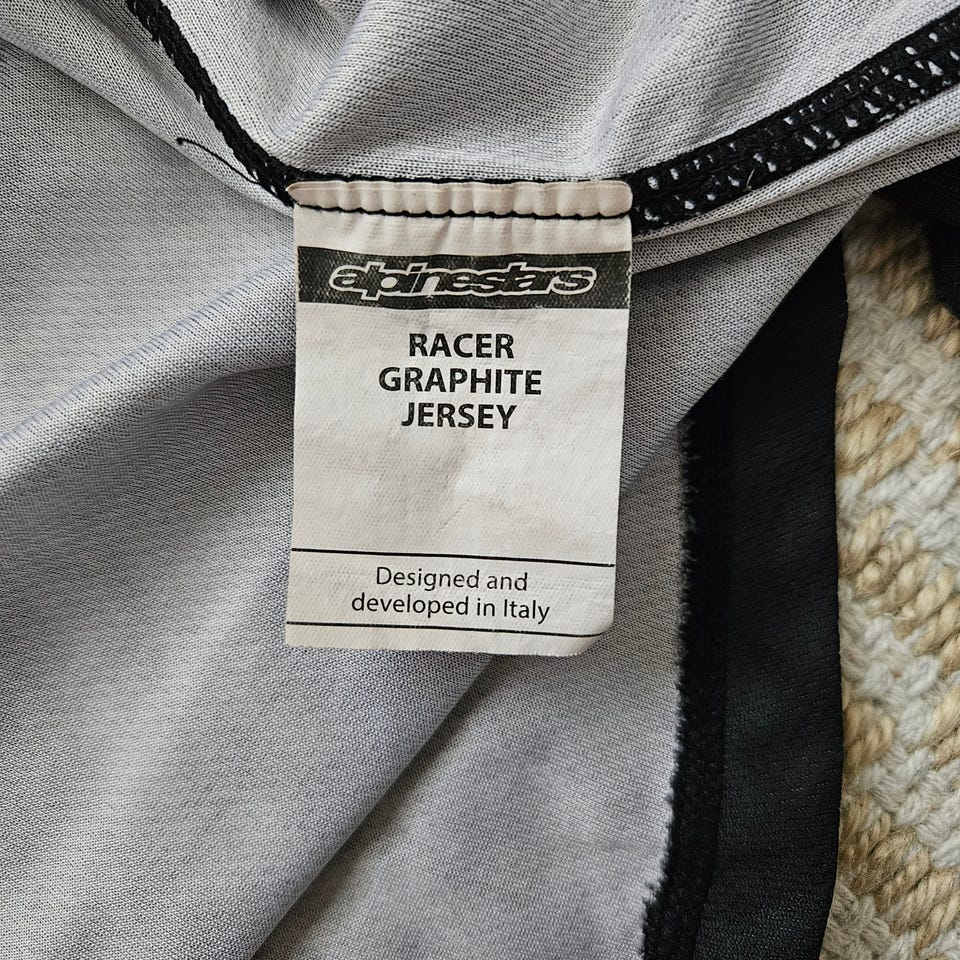 alpinestars
RACER
GRAPHITE
JERSEY
Designed and
developed in Italy